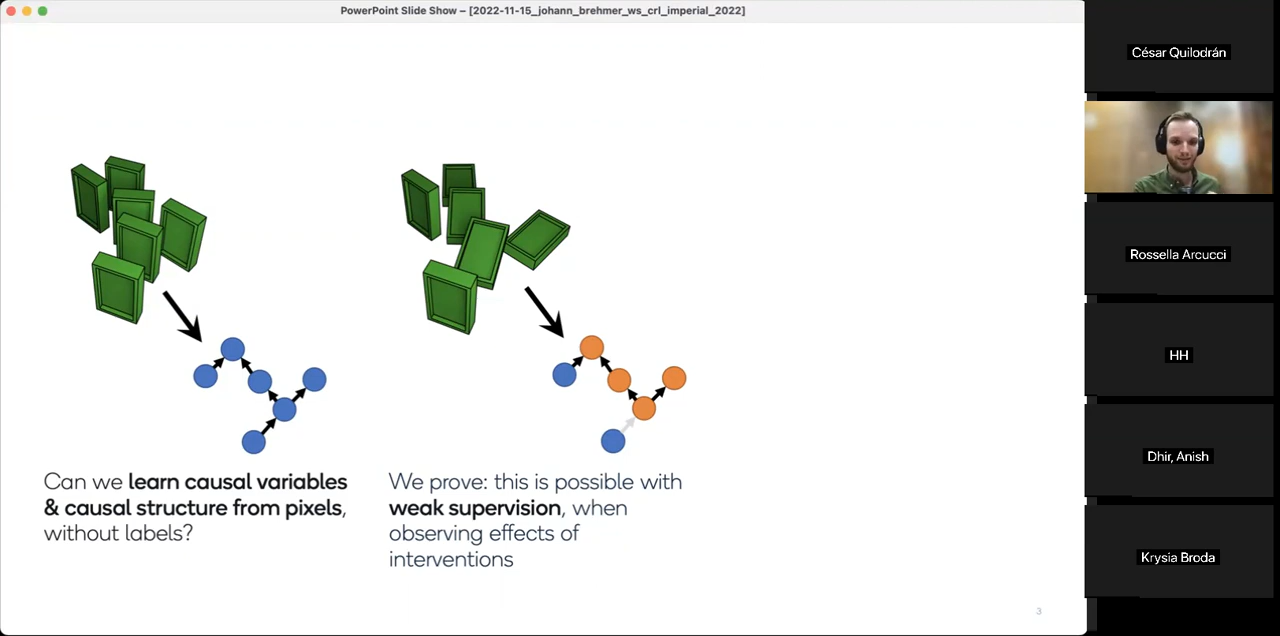 PowerPoint Slide Show – [2022-11-15_johann_brehmer_ws_crl_imperial_2022]
Can we learn causal variables
& causal structure from pixels,
without labels?
We prove: this is possible with
weak supervision, when
observing effects of
interventions
3
César Quilodrán
Rossella Arcucci
HH
Dhir, Anish
Krysia Broda